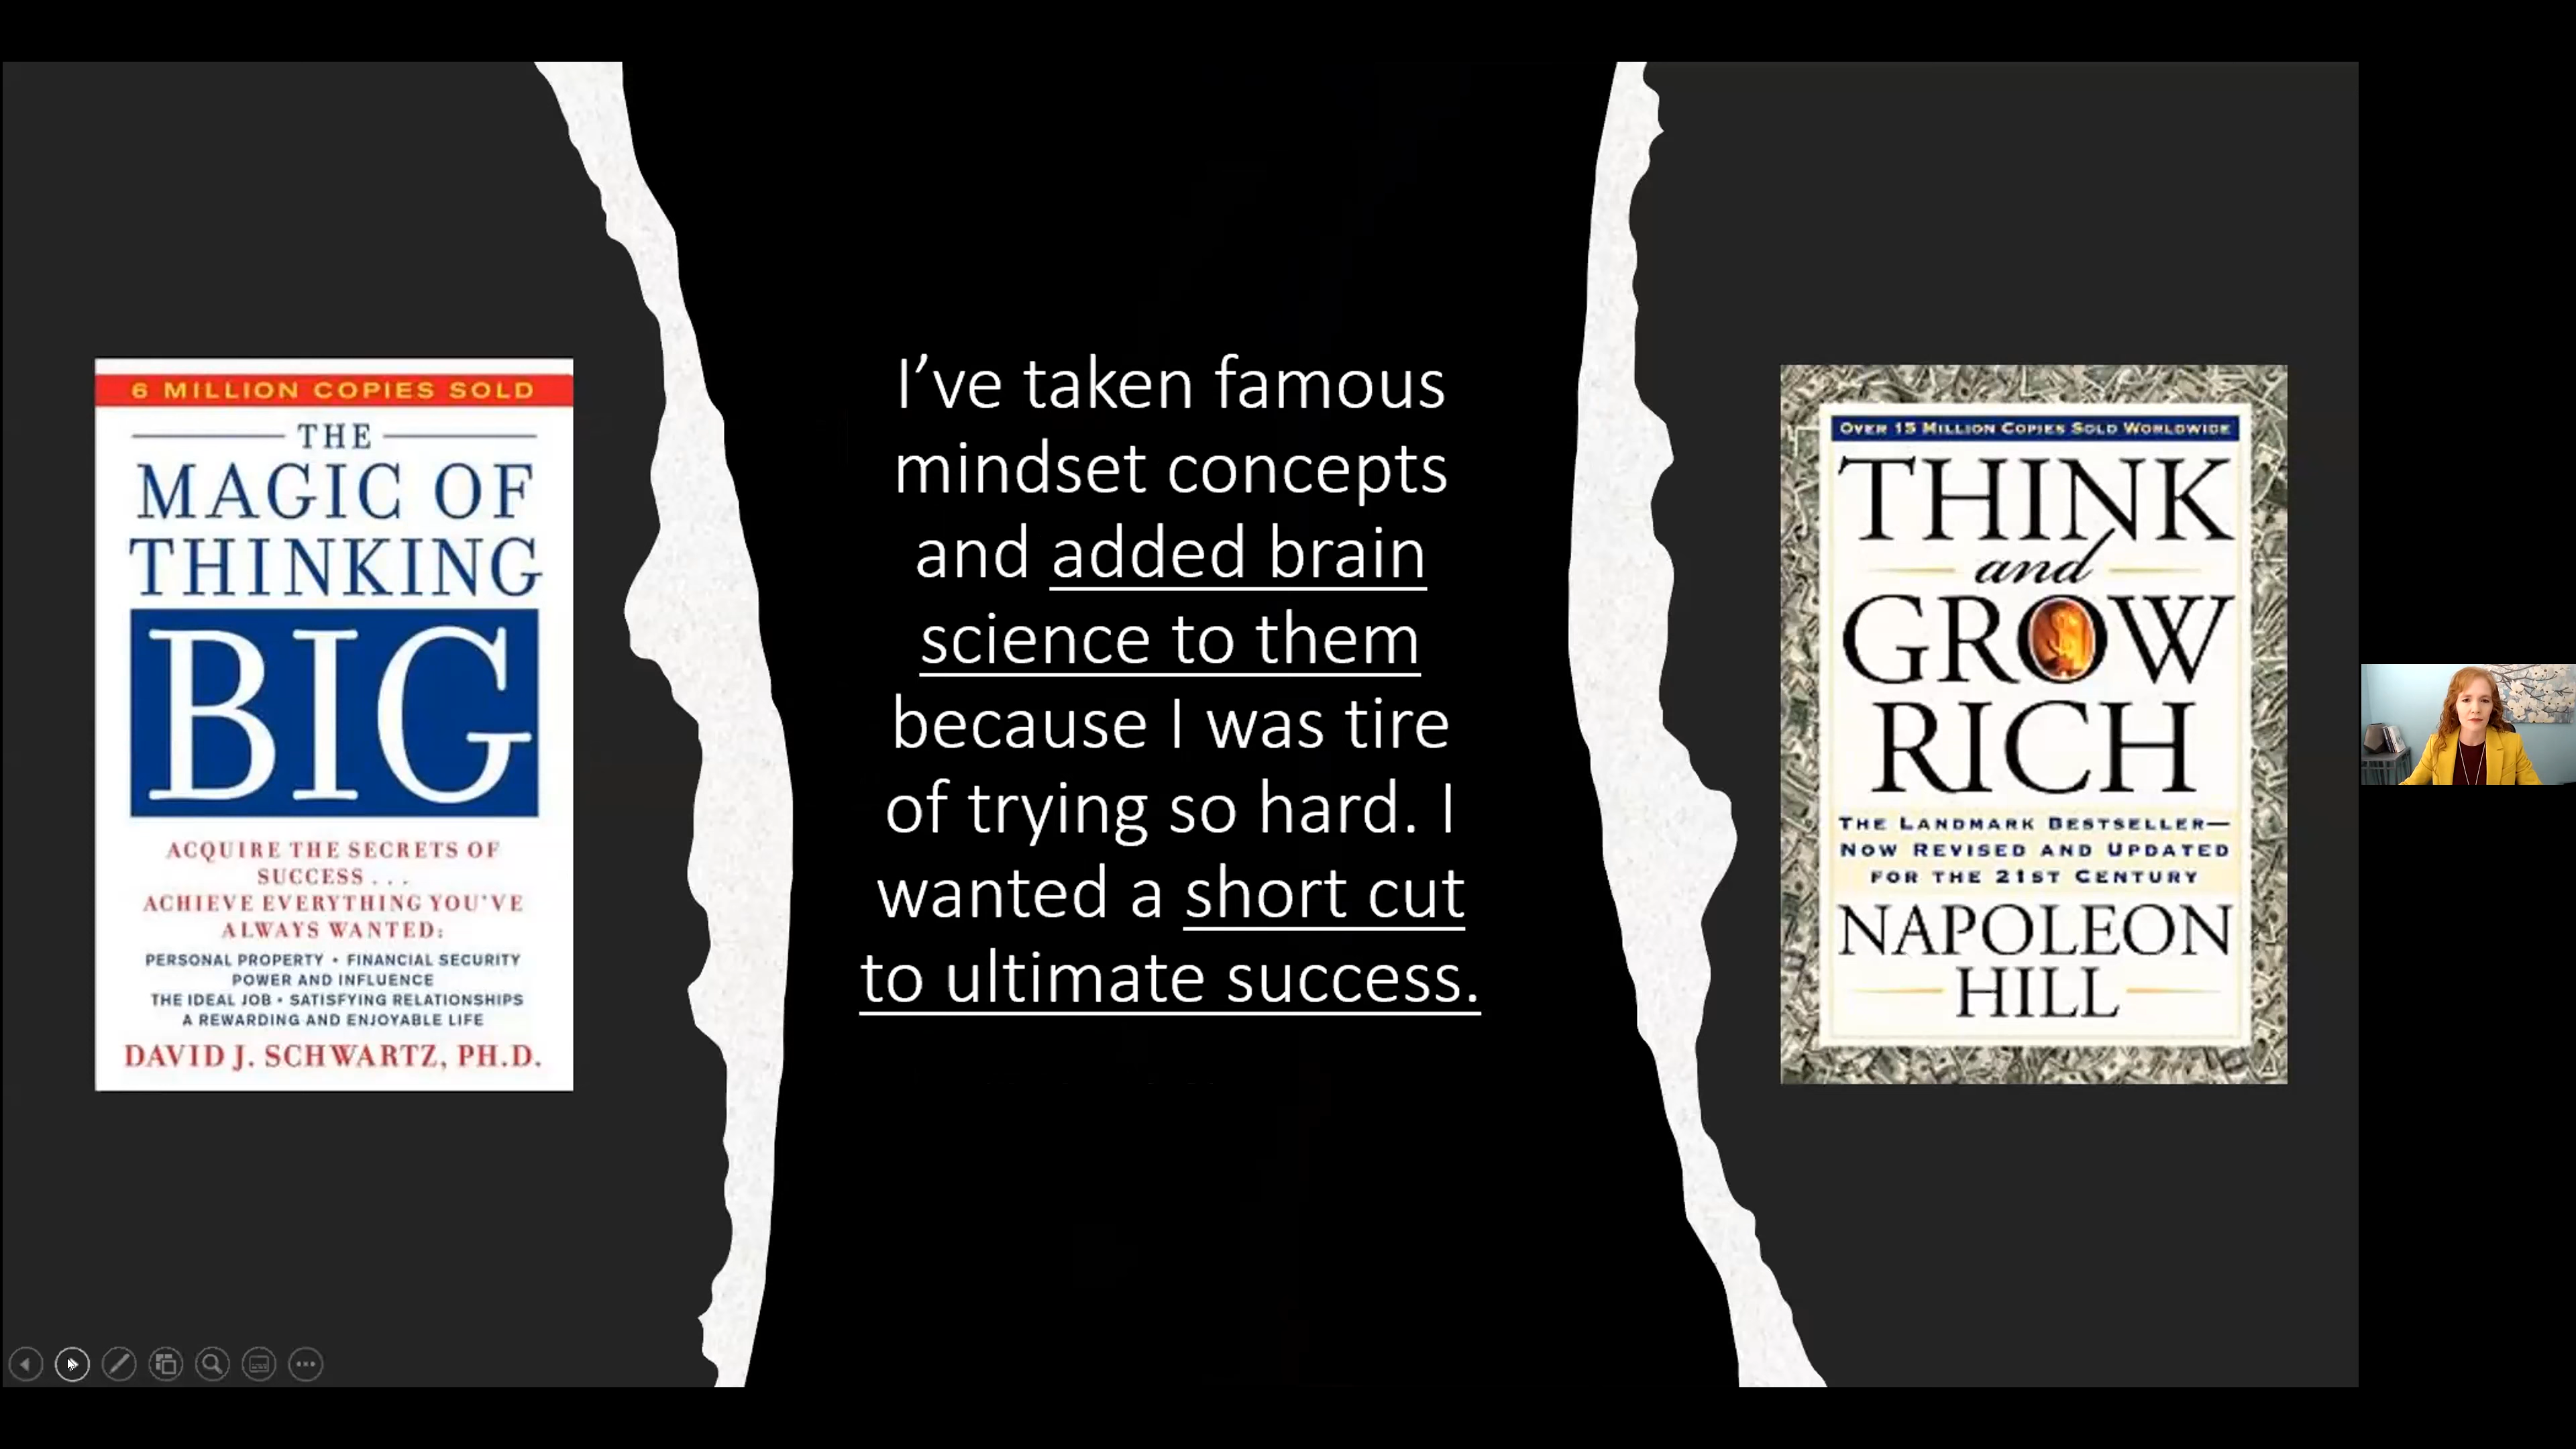 6 MILLION COPIES SOLD
THE
MAGIC OF
THINKING
BIG
ACQUIRE THE SECRETS OF
SUCCESS...
ACHIEVE EVERYTHING YOU'VE
ALWAYS WANTED:
PERSONAL PROPERTY • FINANCIAL SECURITY
POWER AND INFLUENCE
THE IDEAL JOB • SATISFYING RELATIONSHIPS
A REWARDING AND ENJOYABLE LIFE
DAVID J. SCHWARTZ, PH.D.
I've taken famous
mindset concepts
and added brain
science to them
because I was tire
of trying so hard. I
wanted a short cut
to ultimate success.
OVER 15 MILLION COPIES SOLD WORLDWIDE
THINK
and
GROW
RICH
THE LANDMARK BESTSELLER—
NOW REVISED AND UPDATED
FOR THE 21ST CENTURY
NAPOLEON
HILL